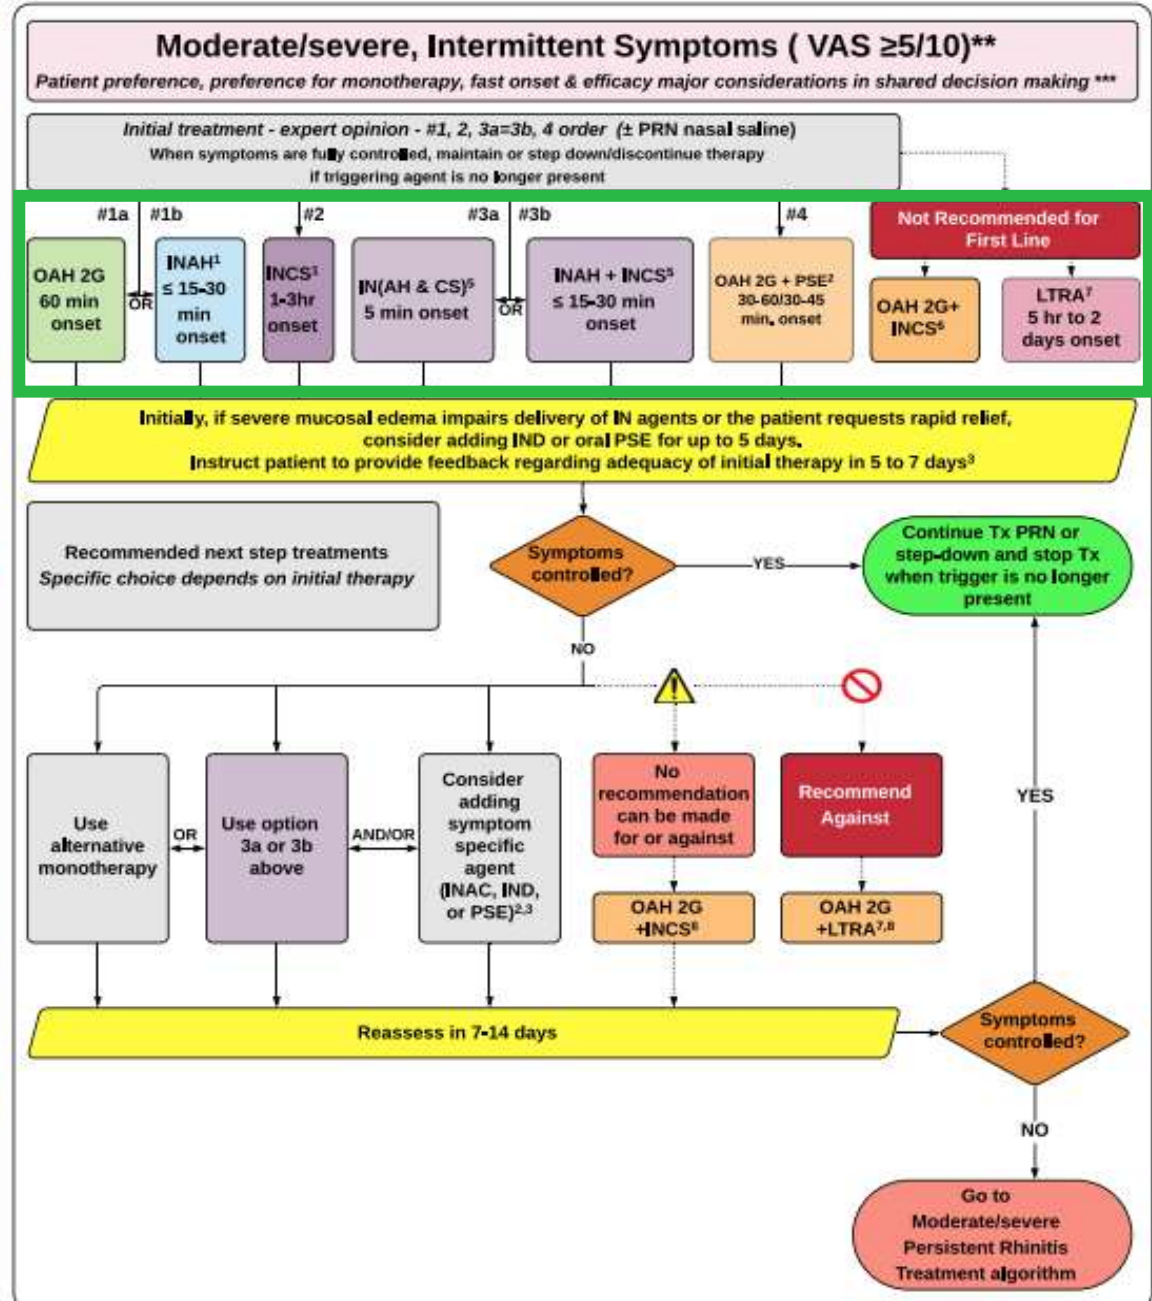 Moderate/severe, Intermittent Symptoms ( VAS ≥5/10)**
Patient preference, preference for monotherapy, fast onset & efficacy major considerations in shared decision making ***
Initial treatment - expert opinion - #1, 2, 3a=3b, 4 order (± PRN nasal saline)
When symptoms are fully controlled, maintain or step down/discontinue therapy
if triggering agent is no longer present
#1a
#1b
#2
#3a
#3b
#4
Not Recommended for
First Line
OAH 2G
60 min
onset
OR
INAH¹
≤ 15-30
min
onset
INCS¹
1-3hr
onset
IN(AH & CS)⁵
5 min onset
OR
INAH + INCS⁵
≤ 15-30 min
onset
OAH 2G + PSE²
30-60/30-45
min. onset
OAH 2G+
INCS⁶
LTRA⁷
5 hr to 2
days onset
Initially, if severe mucosal edema impairs delivery of IN agents or the patient requests rapid relief,
consider adding IND or oral PSE for up to 5 days.
Instruct patient to provide feedback regarding adequacy of initial therapy in 5 to 7 days³
Recommended next step treatments
Specific choice depends on initial therapy
Symptoms
controlled?
YES
Continue Tx PRN or
step-down and stop Tx
when trigger is no longer
present
NO
Use
alternative
monotherapy
OR
Use option
3a or 3b
above
AND/OR
Consider
adding
symptom
specific
agent
(INAC, IND,
or PSE)²,³
No
recommendation
can be made
for or against
OAH 2G
+INCS⁶
Recommend
Against
OAH 2G
+LTRA⁷,⁸
YES
Reassess in 7-14 days
Symptoms
controlled?
NO
Go to
Moderate/severe
Persistent Rhinitis
Treatment algorithm